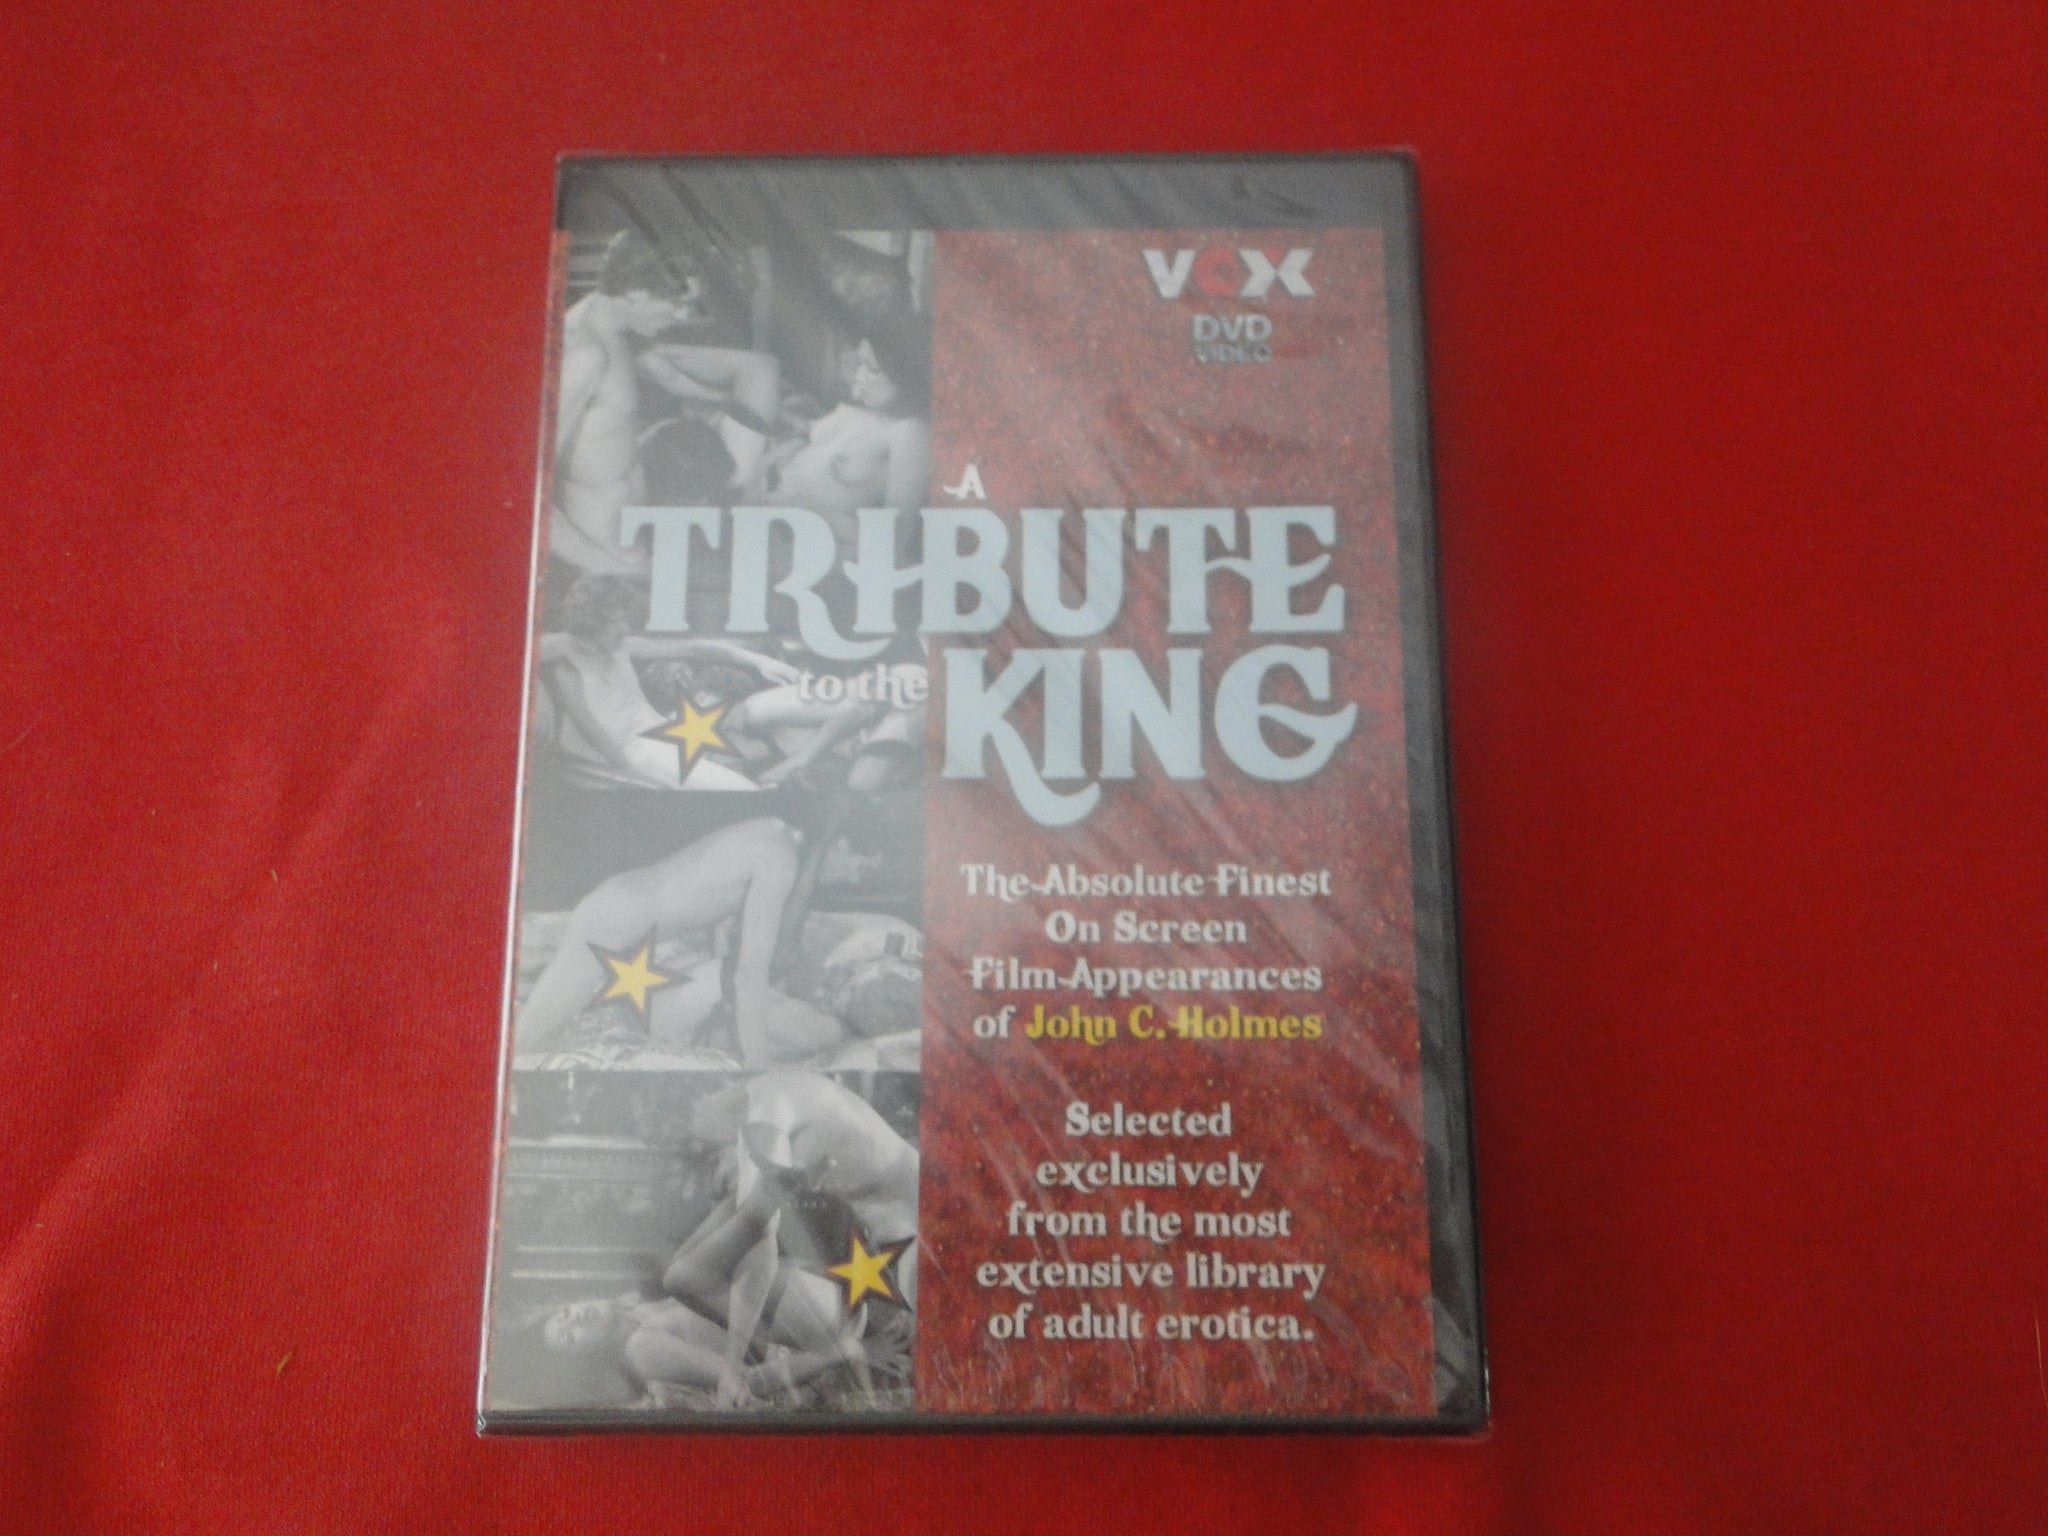 VCX
DVD
VIDEO
A
TRIBUTE
to the KING
The Absolute Finest
On Screen
Film Appearances
of John C. Holmes
Selected
exclusively
from the most
extensive library
of adult erotica.